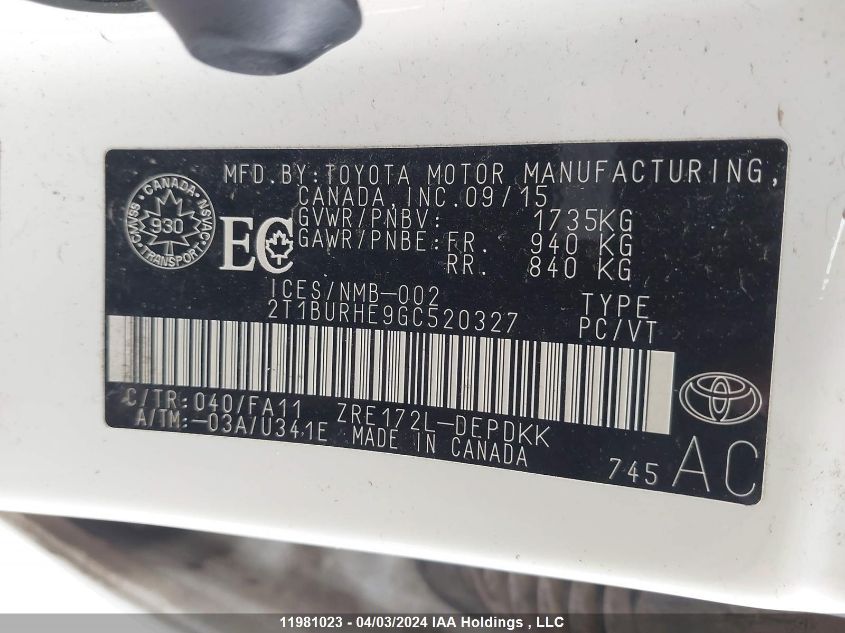 MFD.BY:TOYOTA MOTOR MANUFACTURING,
CANADA, INC.09/15
GVWR/PNBV: 1735KG
GAWR/PNBE:FR. 940 KG
RR. 840 KG
CANADA
CMVSS
NSVAC
930
TRANSPORT
EC
ICES/NMB-002
2T1BURHE9GC520327
TYPE
PC/VT
C/TR:040/FA11 ZRE172L-DEPDKK
A/TM:-03A/U341E MADE IN CANADA
745 AC
11981023 - 04/03/2024 IAA Holdings , LLC